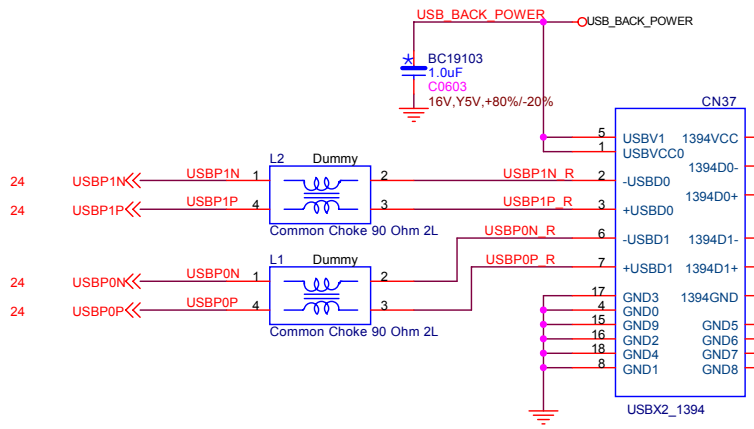 USB_BACK_POWER
USB_BACK_POWER
BC19103
1.0uF
C0603
16V,Y5V,+80%/-20%
CN37
L2 Dummy
24 USBP1N USBP1N 1 2 USBP1N_R
24 USBP1P USBP1P 4 3 USBP1P_R
Common Choke 90 Ohm 2L
USBP0N_R
L1 Dummy
USBP0P_R
24 USBP0N USBP0N 1 2
24 USBP0P USBP0P 4 3
Common Choke 90 Ohm 2L
5 USBV1 1394VCC
1 USBVCC0
1394D0-
2 -USBD0
1394D0+
3 +USBD0
6 -USBD1 1394D1-
7 +USBD1 1394D1+
17 GND3 1394GND
4 GND0
15 GND9 GND5
16 GND2 GND6
18 GND4 GND7
8 GND1 GND8
USBX2_1394